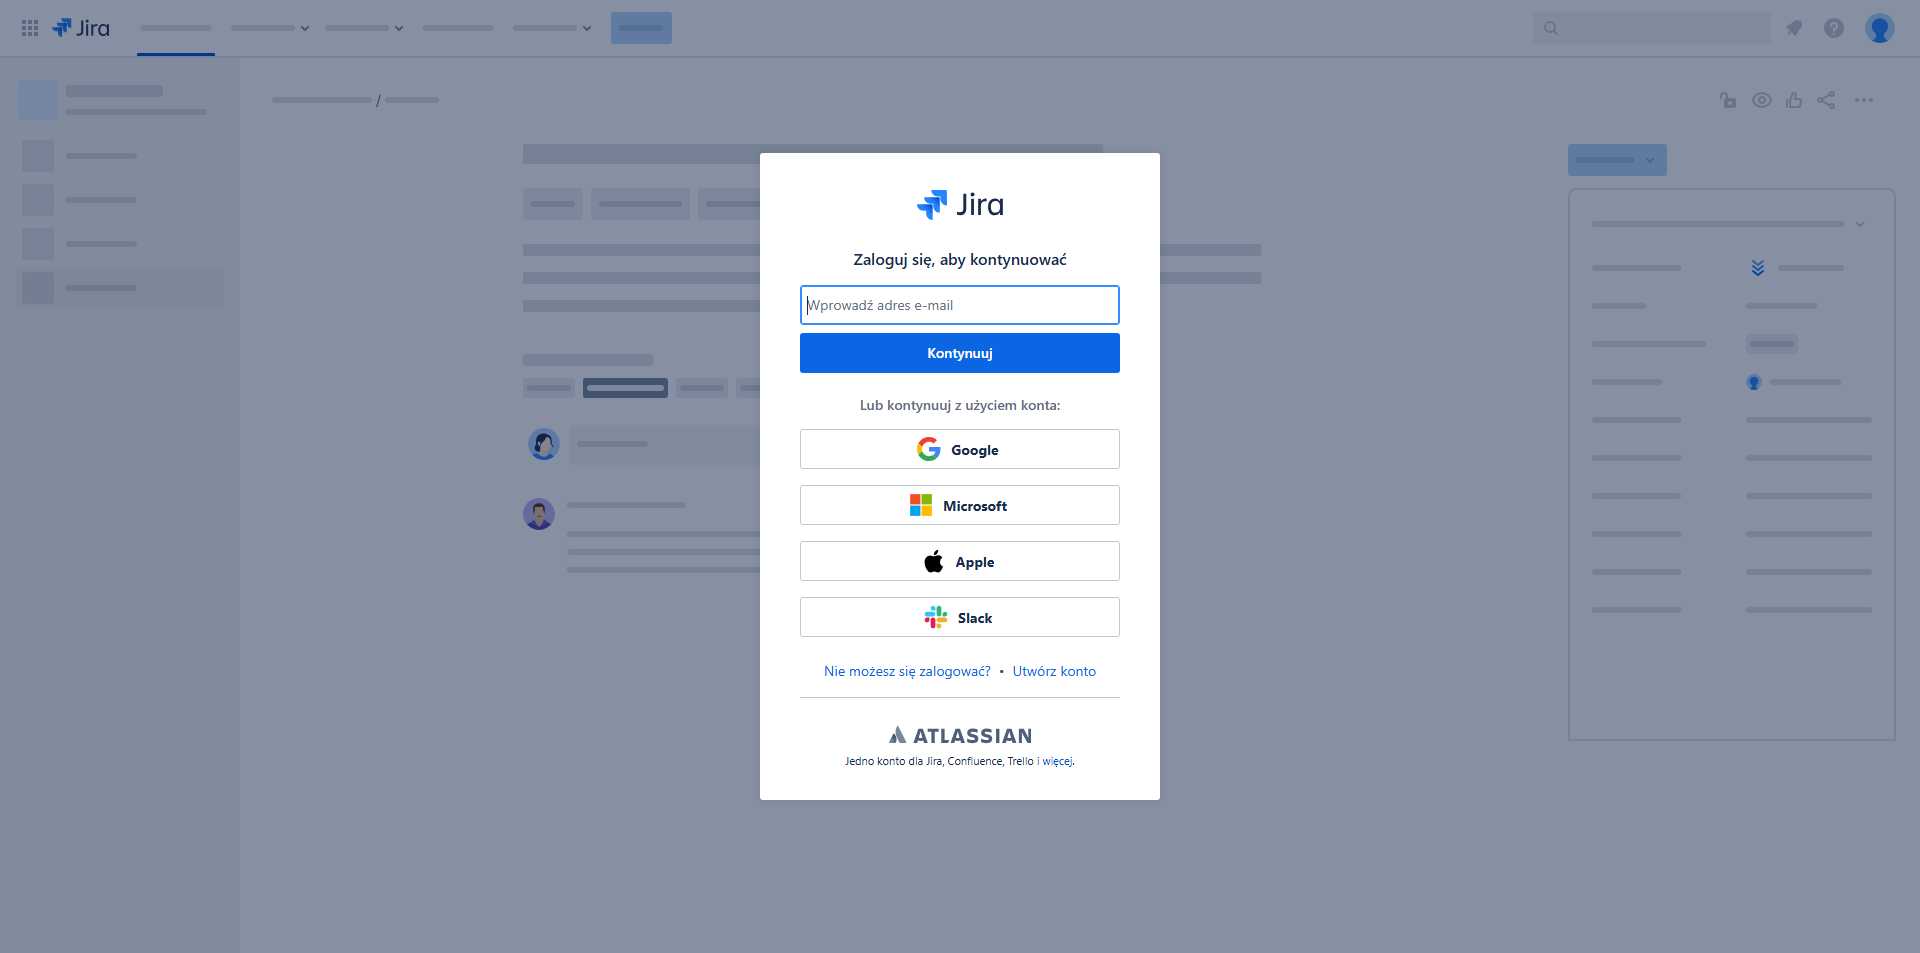 Jira
/
Jira
Zaloguj się, aby kontynuować
Wprowadź adres e-mail
Kontynuuj
Lub kontynuuj z użyciem konta:
Google
Microsoft
Apple
Slack
Nie możesz się zalogować? • Utwórz konto
ATLASSIAN
Jedno konto dla Jira, Confluence, Trello i więcej.